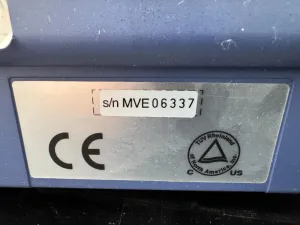 s/n MVE06337
CE
TÜV Rheinland
of North America, Inc.
C US